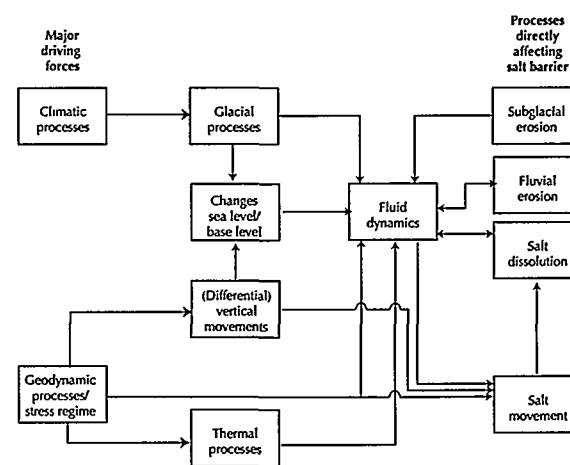 Major
driving
forces
Processes
directly
affecting
salt barrier
Climatic
processes
Glacial
processes
Subglacial
erosion
Changes
sea level/
base level
Fluid
dynamics
Fluvial
erosion
Salt
dissolution
(Differential)
vertical
movements
Geodynamic
processes/
stress regime
Thermal
processes
Salt
movement